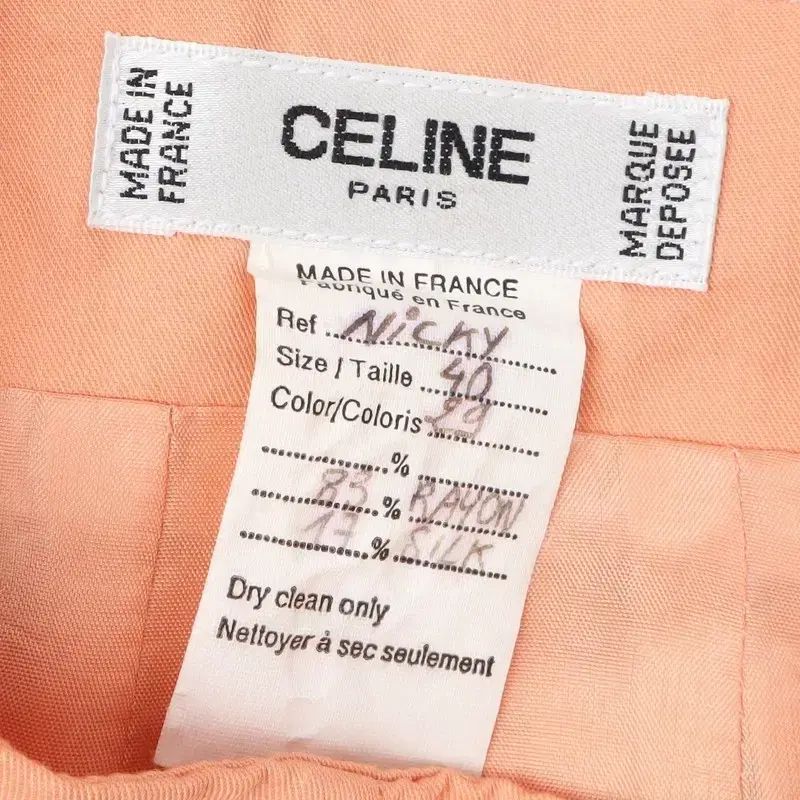 MADE IN
FRANCE
CELINE
PARIS
MARQUE
DEPOSEE
MADE IN FRANCE
Fabriqué en France
Ref NICKY
Size / Taille 40
Color/Coloris 29
%
83 % RAYON
17 % SILK
Dry clean only
Nettoyer à sec seulement